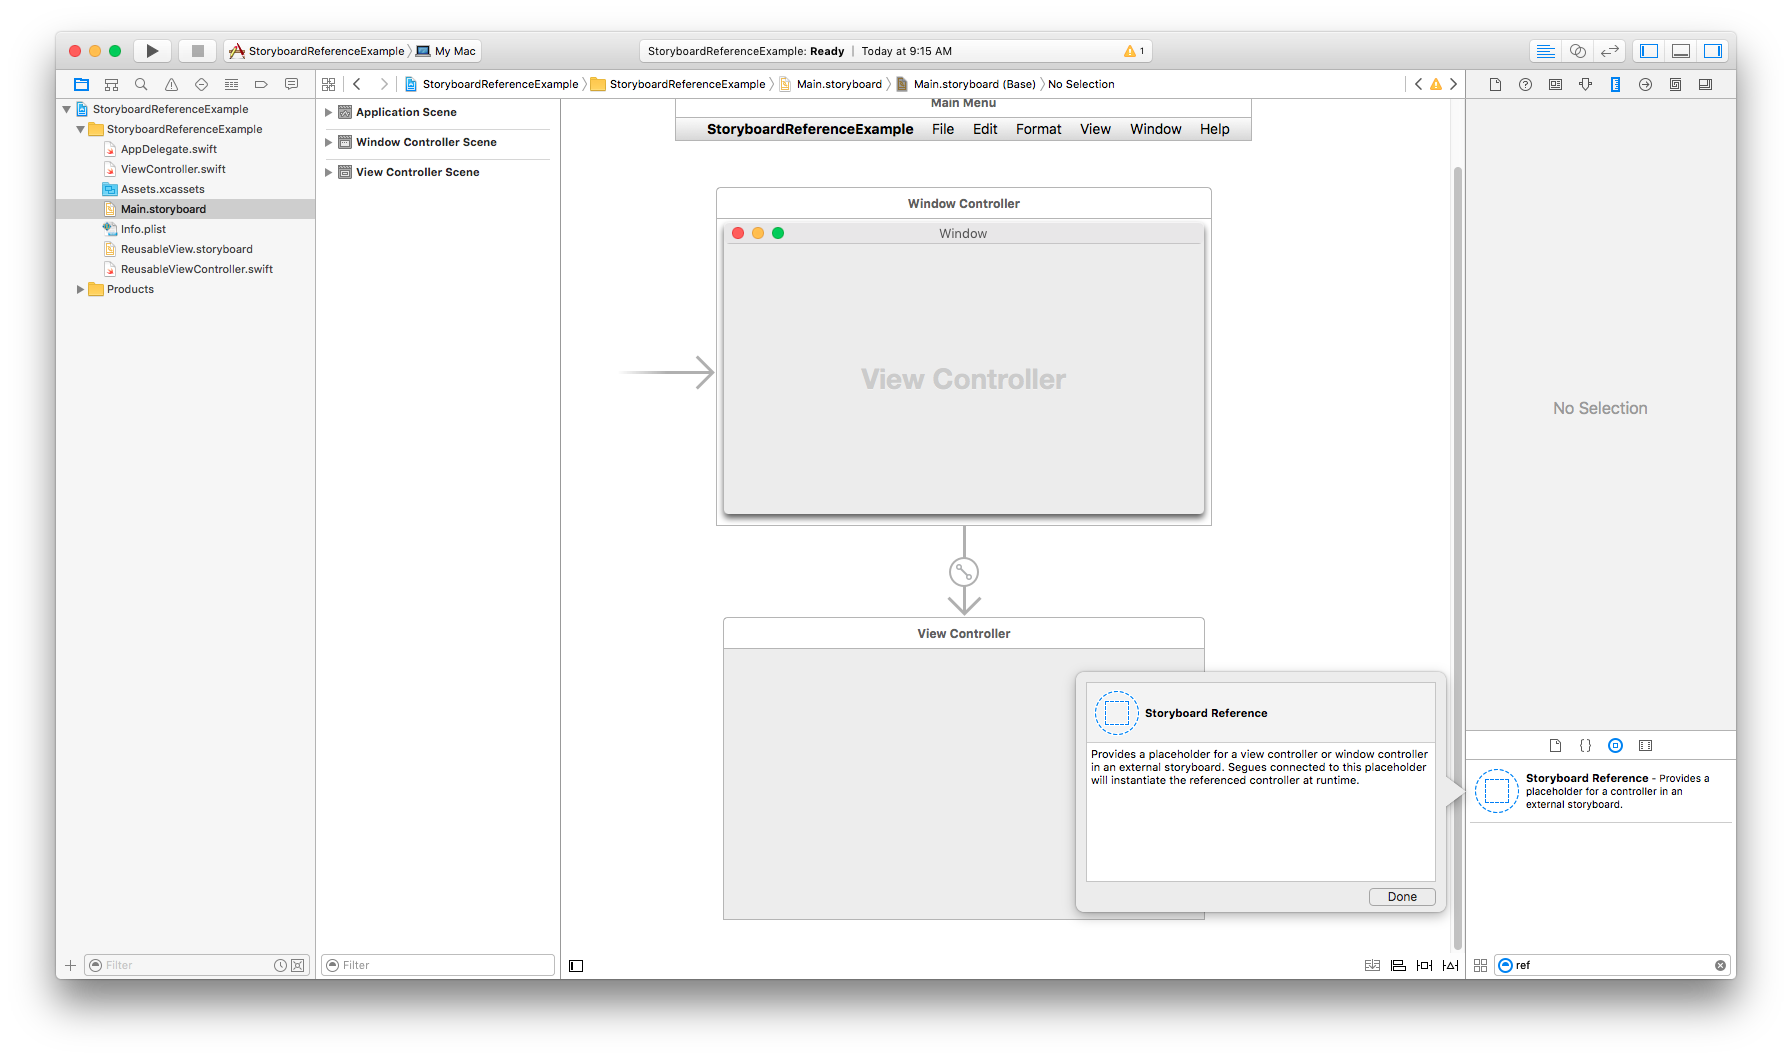 StoryboardReferenceExample My Mac
StoryboardReferenceExample: Ready | Today at 9:15 AM
1
StoryboardReferenceExample StoryboardReferenceExample Main.storyboard Main.storyboard (Base) No Selection
StoryboardReferenceExample
StoryboardReferenceExample
AppDelegate.swift
ViewController.swift
Assets.xcassets
Main.storyboard
Info.plist
ReusableView.storyboard
ReusableViewController.swift
Products
Filter
Application Scene
Window Controller Scene
View Controller Scene
Filter
Main Menu
StoryboardReferenceExample File Edit Format View Window Help
Window Controller
Window
View Controller
View Controller
Storyboard Reference
Provides a placeholder for a view controller or window controller
in an external storyboard. Segues connected to this placeholder
will instantiate the referenced controller at runtime.
Done
No Selection
{}
Storyboard Reference - Provides a
placeholder for a controller in an
external storyboard.
ref